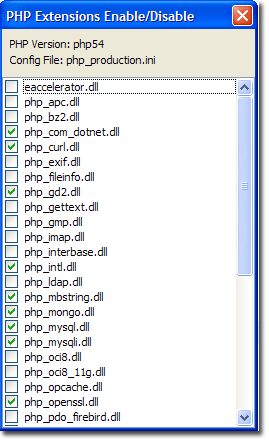 PHP Extensions Enable/Disable
PHP Version: php54
Config File: php_production.ini
eaccelerator.dll
php_apc.dll
php_bz2.dll
php_com_dotnet.dll
php_curl.dll
php_exif.dll
php_fileinfo.dll
php_gd2.dll
php_gettext.dll
php_gmp.dll
php_imap.dll
php_interbase.dll
php_intl.dll
php_ldap.dll
php_mbstring.dll
php_mongo.dll
php_mysql.dll
php_mysqli.dll
php_oci8.dll
php_oci8_11g.dll
php_opcache.dll
php_openssl.dll
php_pdo_firebird.dll